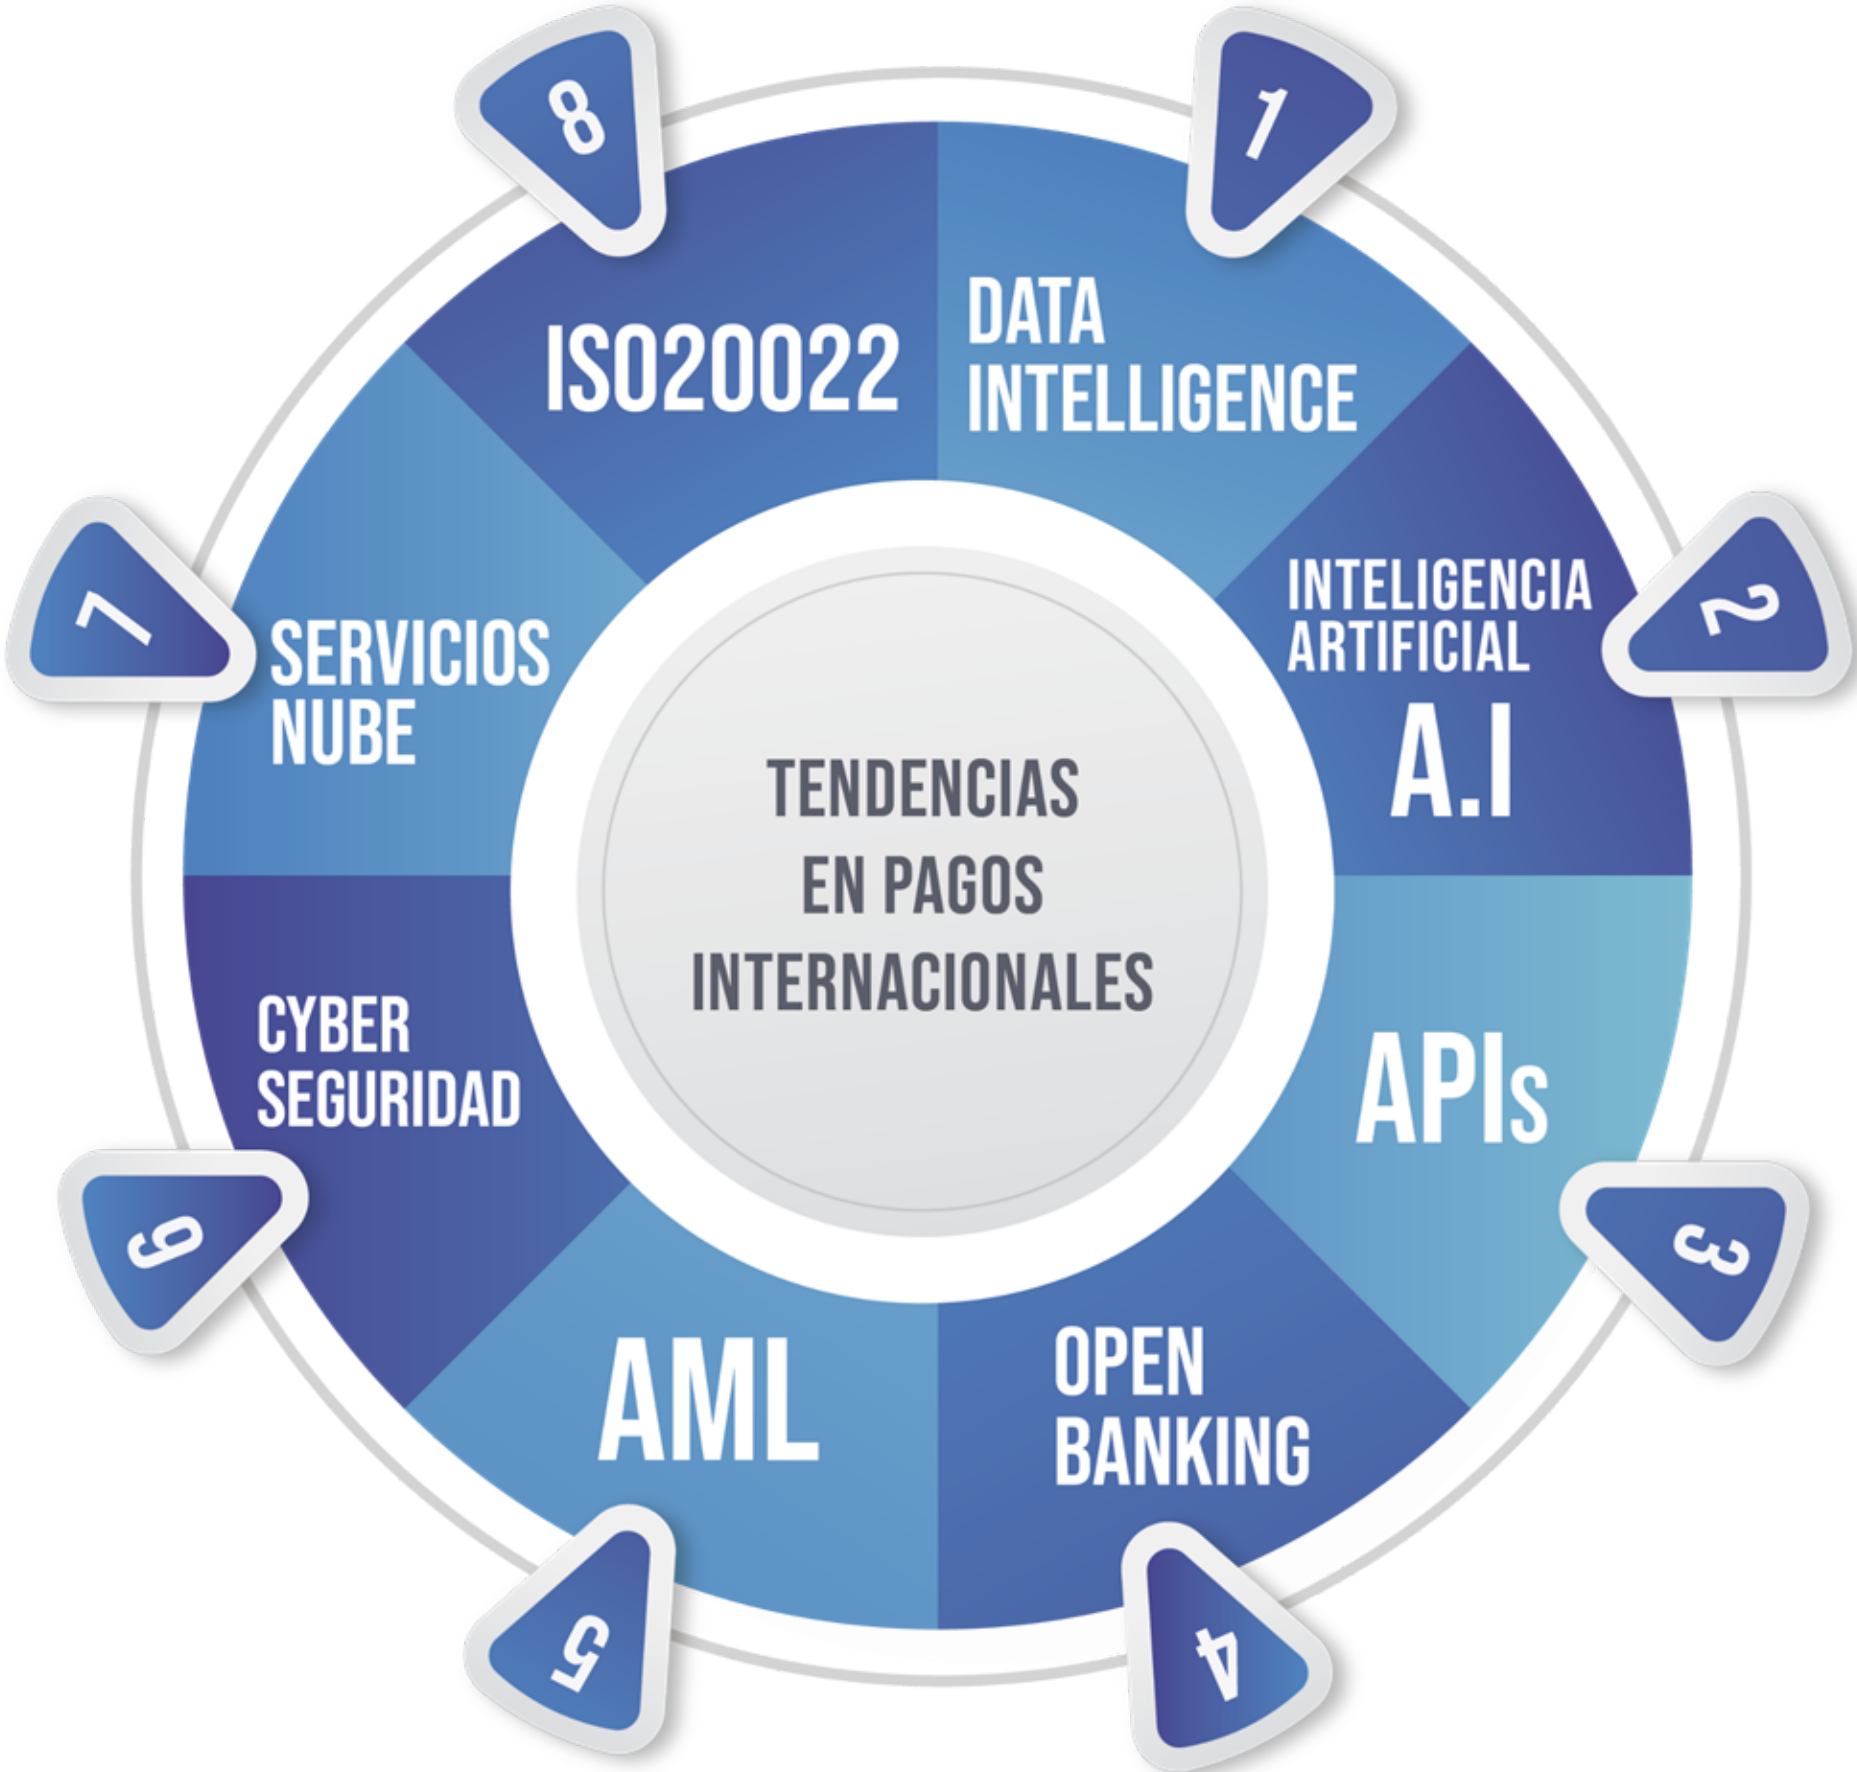 TENDENCIAS
EN PAGOS
INTERNACIONALES
1
DATA
INTELLIGENCE
2
INTELIGENCIA
ARTIFICIAL
A.I
3
APIs
4
OPEN
BANKING
5
AML
6
CYBER
SEGURIDAD
7
SERVICIOS
NUBE
8
ISO20022